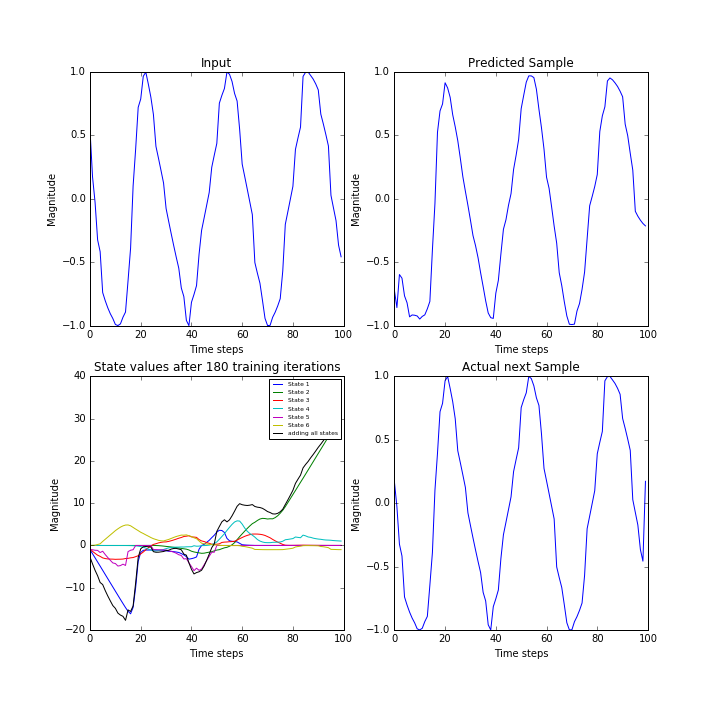 Input
1.0
0.5
0.0
−0.5
−1.0
Magnitude
0 20 40 60 80 100
Time steps
Predicted Sample
1.0
0.5
0.0
−0.5
−1.0
Magnitude
0 20 40 60 80 100
Time steps
State values after 180 training iterations
40
30
20
10
0
−10
−20
Magnitude
0 20 40 60 80 100
Time steps
State 1
State 2
State 3
State 4
State 5
State 6
adding all states
Actual next Sample
1.0
0.5
0.0
−0.5
−1.0
Magnitude
0 20 40 60 80 100
Time steps